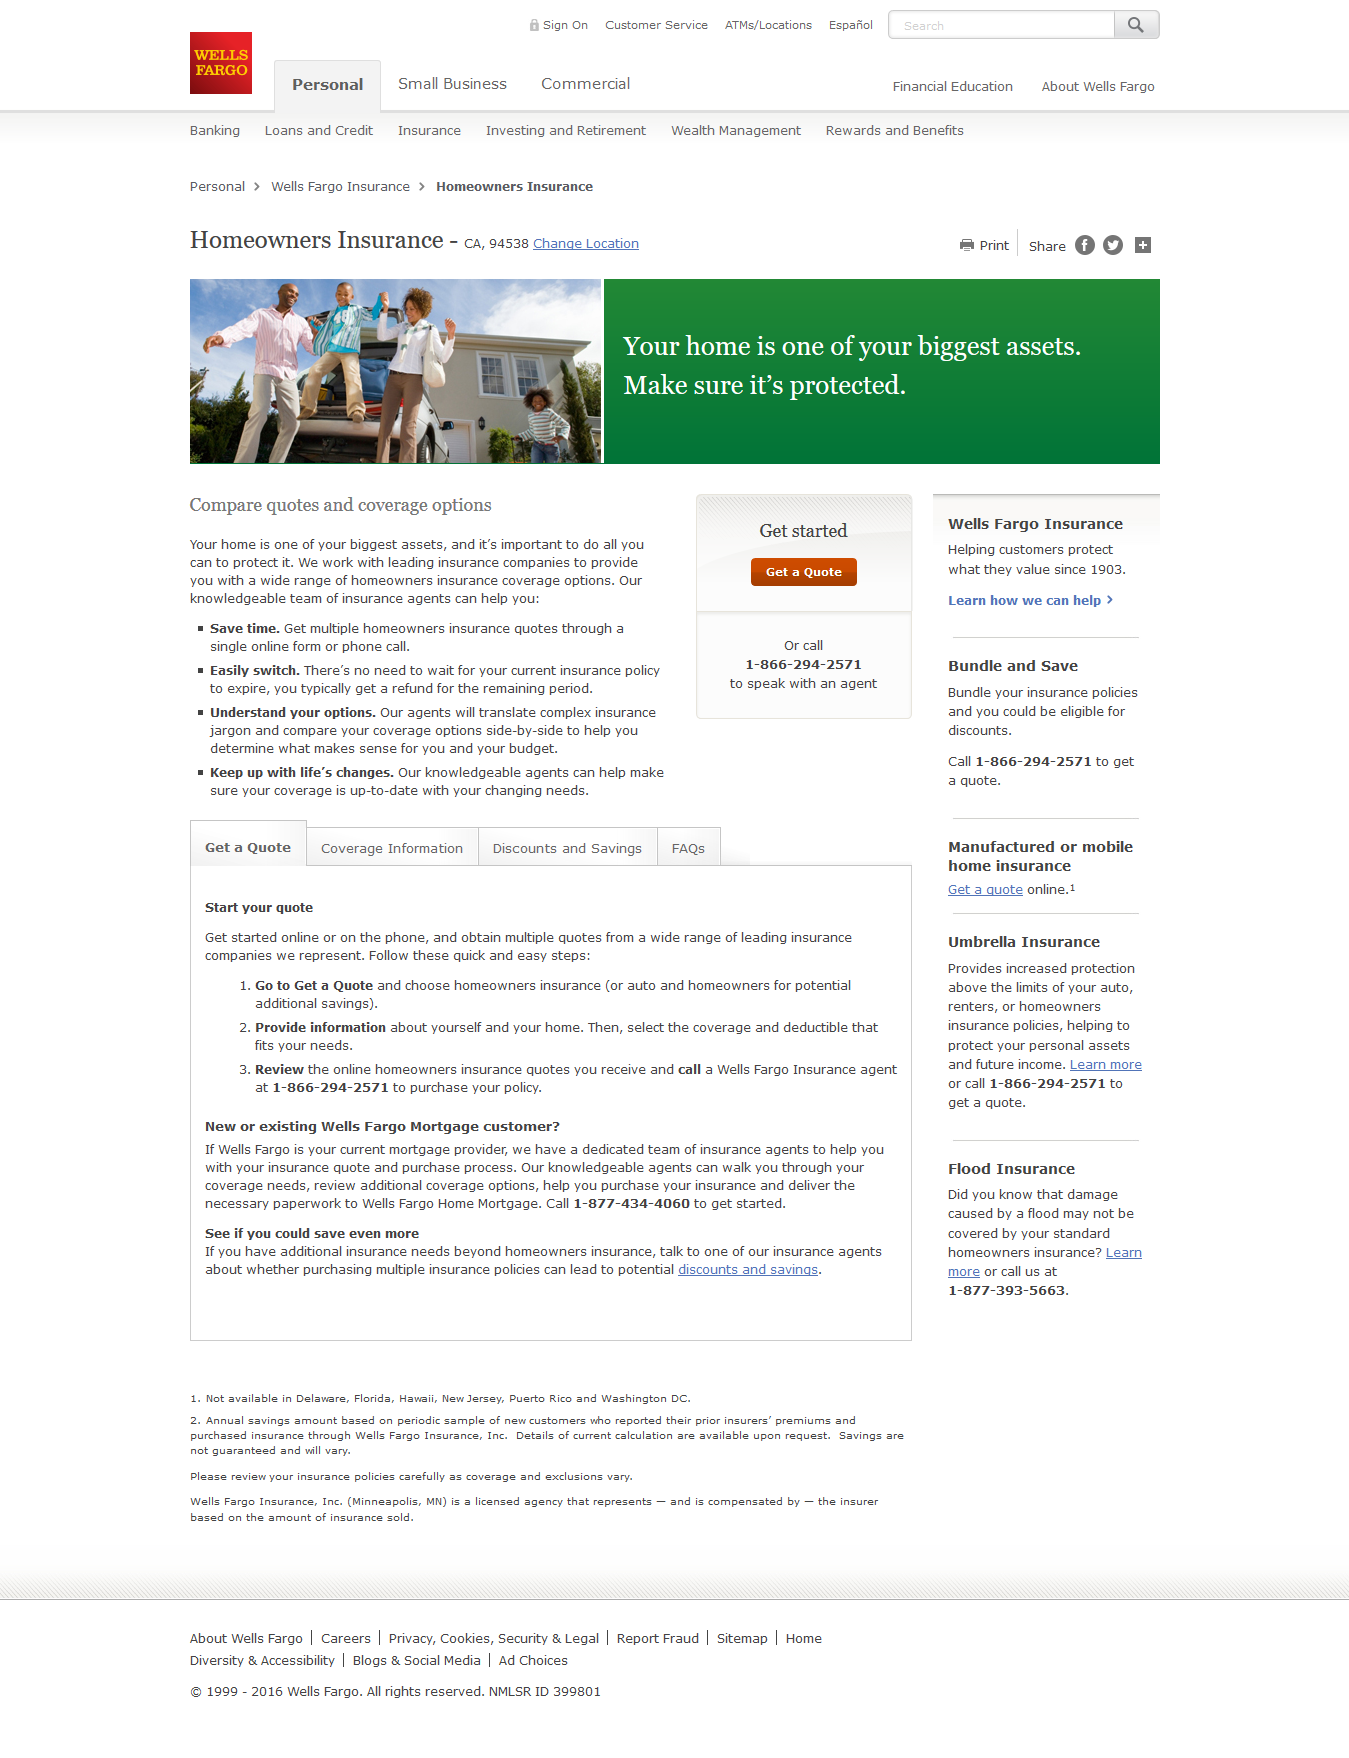 Sign On Customer Service ATMs/Locations Español Search
WELLS
FARGO
Personal Small Business Commercial Financial Education About Wells Fargo
Banking Loans and Credit Insurance Investing and Retirement Wealth Management Rewards and Benefits
Personal > Wells Fargo Insurance > Homeowners Insurance
Homeowners Insurance - CA, 94538 Change Location
Print Share
Your home is one of your biggest assets.
Make sure it's protected.
Compare quotes and coverage options
Your home is one of your biggest assets, and it's important to do all you
can to protect it. We work with leading insurance companies to provide
you with a wide range of homeowners insurance coverage options. Our
knowledgeable team of insurance agents can help you:
Save time. Get multiple homeowners insurance quotes through a
single online form or phone call.
Easily switch. There's no need to wait for your current insurance policy
to expire, you typically get a refund for the remaining period.
Understand your options. Our agents will translate complex insurance
jargon and compare your coverage options side-by-side to help you
determine what makes sense for you and your budget.
Keep up with life's changes. Our knowledgeable agents can help make
sure your coverage is up-to-date with your changing needs.
Get started
Get a Quote
Or call
1-866-294-2571
to speak with an agent
Wells Fargo Insurance
Helping customers protect
what they value since 1903.
Learn how we can help >
Bundle and Save
Bundle your insurance policies
and you could be eligible for
discounts.
Call 1-866-294-2571 to get
a quote.
Manufactured or mobile
home insurance
Get a quote online.1
Umbrella Insurance
Provides increased protection
above the limits of your auto,
renters, or homeowners
insurance policies, helping to
protect your personal assets
and future income. Learn more
or call 1-866-294-2571 to
get a quote.
Flood Insurance
Did you know that damage
caused by a flood may not be
covered by your standard
homeowners insurance? Learn
more or call us at
1-877-393-5663.
Get a Quote Coverage Information Discounts and Savings FAQs
Start your quote
Get started online or on the phone, and obtain multiple quotes from a wide range of leading insurance
companies we represent. Follow these quick and easy steps:
1. Go to Get a Quote and choose homeowners insurance (or auto and homeowners for potential
additional savings).
2. Provide information about yourself and your home. Then, select the coverage and deductible that
fits your needs.
3. Review the online homeowners insurance quotes you receive and call a Wells Fargo Insurance agent
at 1-866-294-2571 to purchase your policy.
New or existing Wells Fargo Mortgage customer?
If Wells Fargo is your current mortgage provider, we have a dedicated team of insurance agents to help you
with your insurance quote and purchase process. Our knowledgeable agents can walk you through your
coverage needs, review additional coverage options, help you purchase your insurance and deliver the
necessary paperwork to Wells Fargo Home Mortgage. Call 1-877-434-4060 to get started.
See if you could save even more
If you have additional insurance needs beyond homeowners insurance, talk to one of our insurance agents
about whether purchasing multiple insurance policies can lead to potential discounts and savings.
1. Not available in Delaware, Florida, Hawaii, New Jersey, Puerto Rico and Washington DC.
2. Annual savings amount based on periodic sample of new customers who reported their prior insurers' premiums and
purchased insurance through Wells Fargo Insurance, Inc. Details of current calculation are available upon request. Savings are
not guaranteed and will vary.
Please review your insurance policies carefully as coverage and exclusions vary.
Wells Fargo Insurance, Inc. (Minneapolis, MN) is a licensed agency that represents — and is compensated by — the insurer
based on the amount of insurance sold.
About Wells Fargo | Careers | Privacy, Cookies, Security & Legal | Report Fraud | Sitemap | Home
Diversity & Accessibility | Blogs & Social Media | Ad Choices
© 1999 - 2016 Wells Fargo. All rights reserved. NMLSR ID 399801